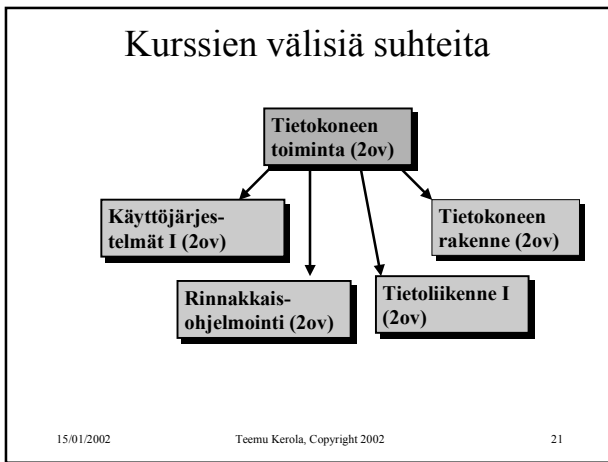 Kurssien välisiä suhteita
Tietokoneen
toiminta (2ov)
Käyttöjärjes-
telmät I (2ov)
Tietokoneen
rakenne (2ov)
Rinnakkais-
ohjelmointi (2ov)
Tietoliikenne I
(2ov)
15/01/2002
Teemu Kerola, Copyright 2002
21